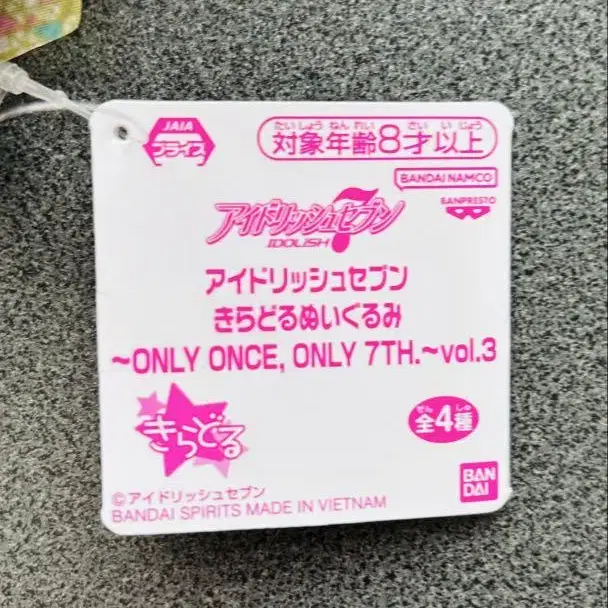 JAIA
プライズ
たいしょうねんれい さい いじょう
対象年齢8才以上
BANDAI NAMCO
BANPRESTO
アイドリッシュセブン
7
IDOLiSH
アイドリッシュセブン
きらどるぬいぐるみ
~ONLY ONCE, ONLY 7TH.~vol.3
きらどる
ぜん しゅ
全4種
BAN
DAI
©アイドリッシュセブン
BANDAI SPIRITS MADE IN VIETNAM